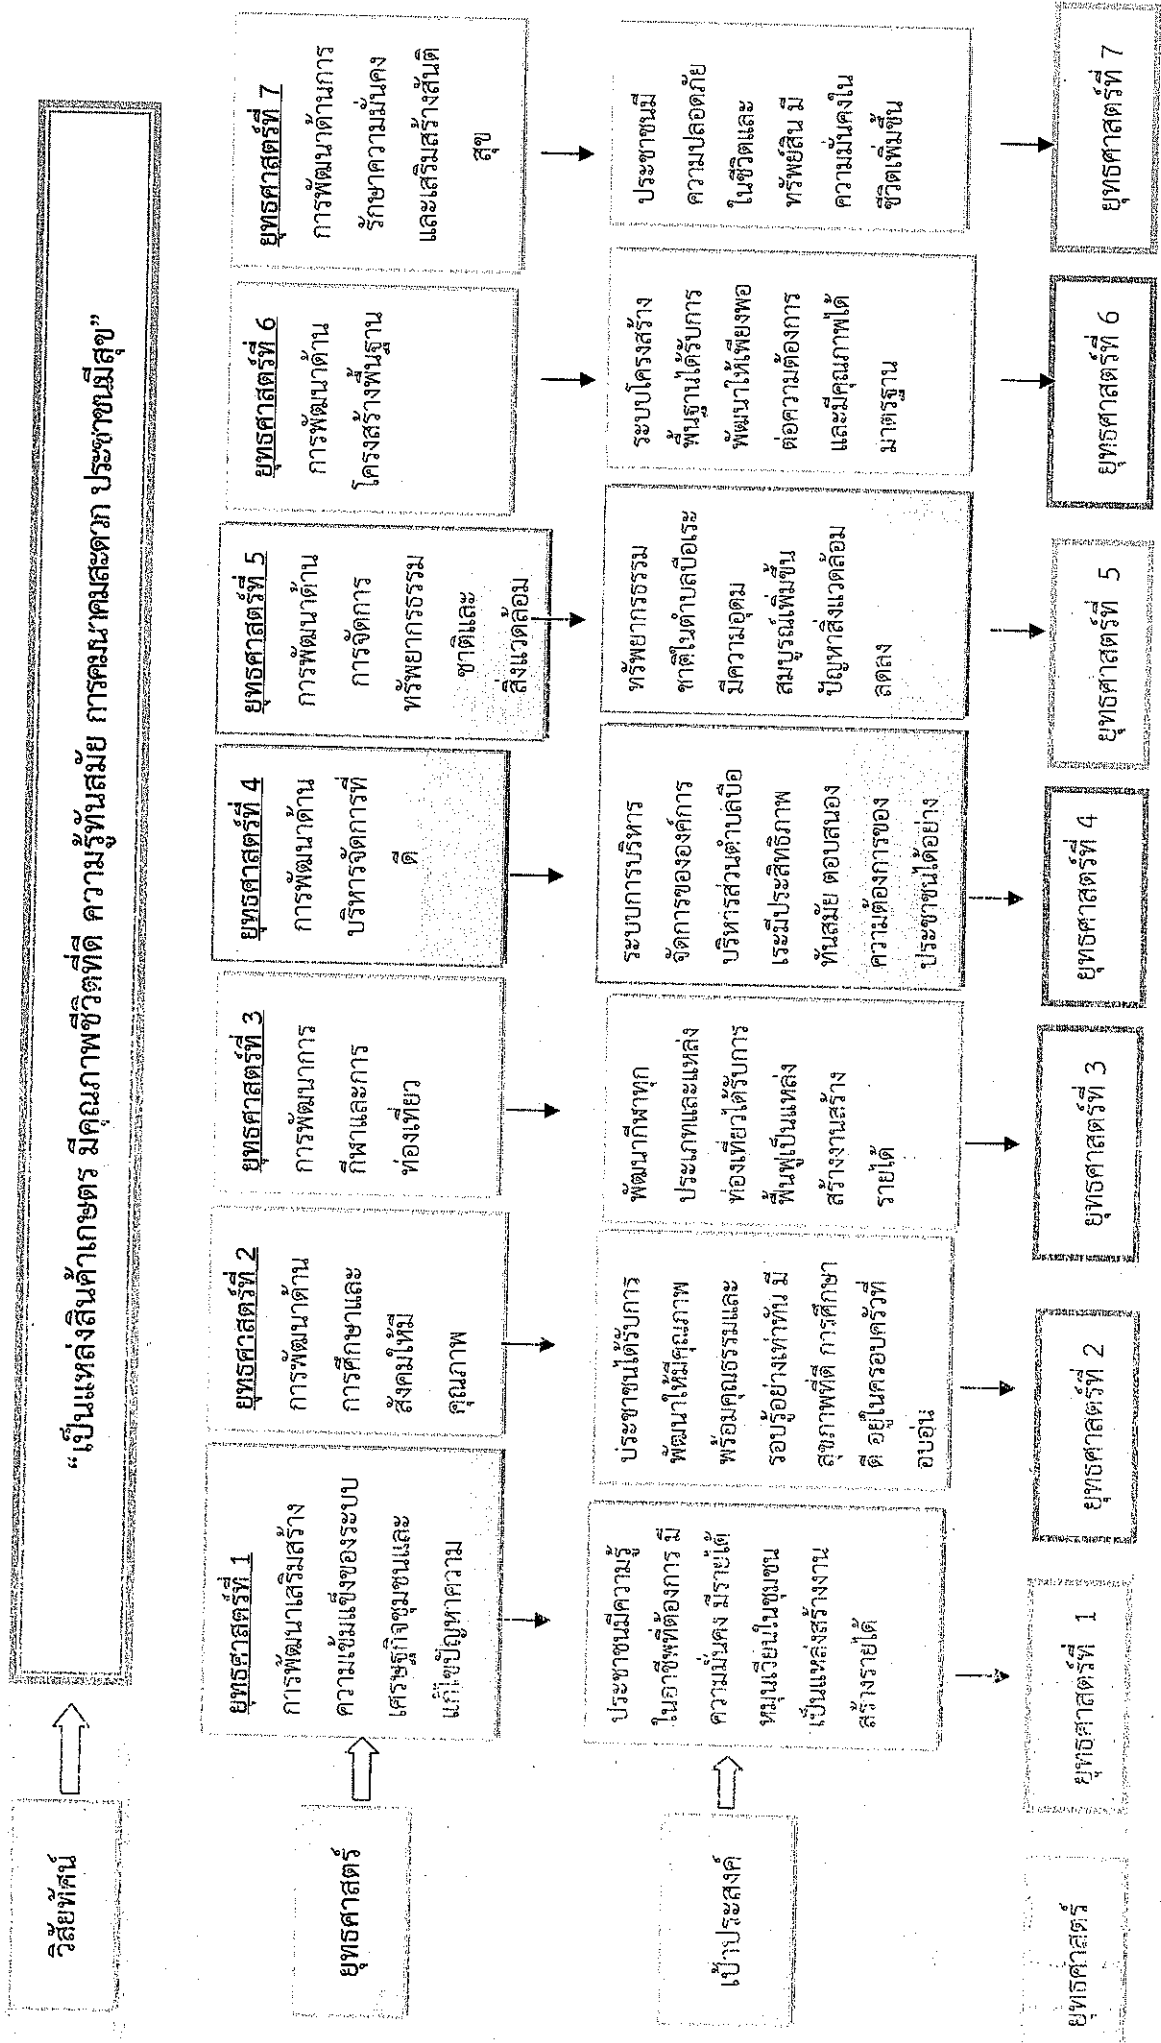 วิสัยทัศน์
“เป็นแหล่งสินค้าเกษตร มีคุณภาพชีวิตที่ดี ความรู้ทันสมัย การคมนาคมสะดวก ประชาชนมีสุข”
ยุทธศาสตร์
ยุทธศาสตร์ที่ 1
การพัฒนาเสริมสร้าง
ความเข้มแข็งของระบบ
เศรษฐกิจชุมชนและ
แก้ไขปัญหาความ
ยุทธศาสตร์ที่ 2
การพัฒนาด้าน
การศึกษาและ
สังคมให้มี
คุณภาพ
ยุทธศาสตร์ที่ 3
การพัฒนาการ
กีฬาและการ
ท่องเที่ยว
ยุทธศาสตร์ที่ 4
การพัฒนาด้าน
บริหารจัดการที่
ดี
ยุทธศาสตร์ที่ 5
การพัฒนาด้าน
การจัดการ
ทรัพยากรธรรม
ชาติและ
สิ่งแวดล้อม
ยุทธศาสตร์ที่ 6
การพัฒนาด้าน
โครงสร้างพื้นฐาน
ยุทธศาสตร์ที่ 7
การพัฒนาด้านการ
รักษาความมั่นคง
และเสริมสร้างสันติ
สุข
เป้าประสงค์
ประชาชนมีความรู้
ในอาชีพที่ต้องการ มี
ความมั่นคง มีรายได้
หมุนเวียนในชุมชน
เป็นแหล่งสร้างงาน
สร้างรายได้
ประชาชนได้รับการ
พัฒนาให้มีคุณภาพ
พร้อมคุณธรรมและ
รอบรู้อย่างเท่าทัน มี
สุขภาพที่ดี การศึกษา
ดี อยู่ในครอบครัวที่
อบอุ่น
พัฒนากีฬาทุก
ประเภทและแหล่ง
ท่องเที่ยวได้รับการ
ฟื้นฟูเป็นแหล่ง
สร้างงานสร้าง
รายได้
ระบบการบริหาร
จัดการขององค์การ
บริหารส่วนตำบลบือ
เระมีประสิทธิภาพ
ทันสมัย ตอบสนอง
ความต้องการของ
ประชาชนได้อย่าง
ทรัพยากรธรรม
ชาติในตำบลบือเระ
มีความอุดม
สมบูรณ์เพิ่มขึ้น
ปัญหาสิ่งแวดล้อม
ลดลง
ระบบโครงสร้าง
พื้นฐานได้รับการ
พัฒนาให้เพียงพอ
ต่อความต้องการ
และมีคุณภาพได้
มาตรฐาน
ประชาชนมี
ความปลอดภัย
ในชีวิตและ
ทรัพย์สิน มี
ความมั่นคงใน
ชีวิตเพิ่มขึ้น
ยุทธศาสตร์
ยุทธศาสตร์ที่ 1
ยุทธศาสตร์ที่ 2
ยุทธศาสตร์ที่ 3
ยุทธศาสตร์ที่ 4
ยุทธศาสตร์ที่ 5
ยุทธศาสตร์ที่ 6
ยุทธศาสตร์ที่ 7